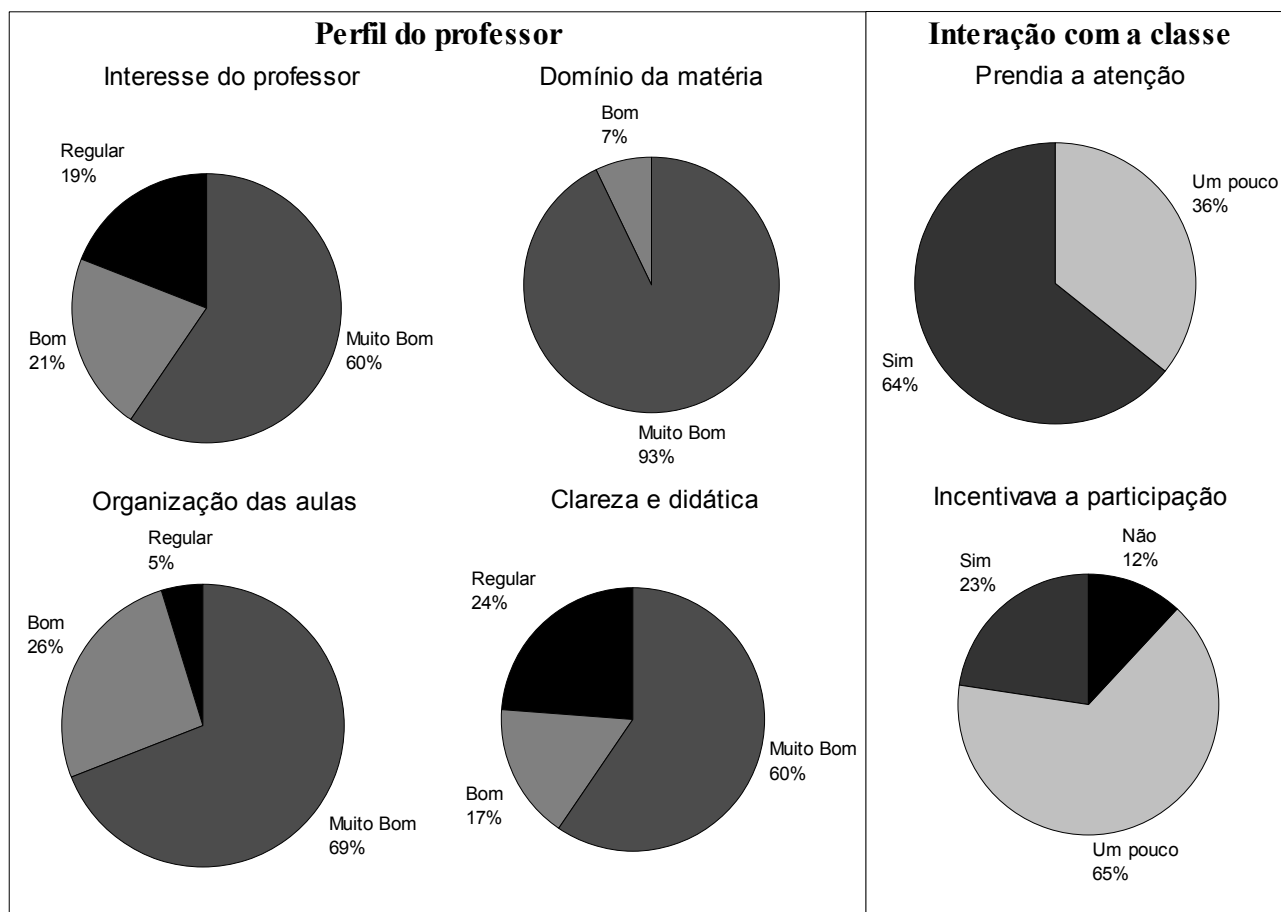 Perfil do professor
Interesse do professor
Regular
19%
Bom
21%
Muito Bom
60%
Domínio da matéria
Bom
7%
Muito Bom
93%
Organização das aulas
Regular
5%
Bom
26%
Muito Bom
69%
Clareza e didática
Regular
24%
Bom
17%
Muito Bom
60%
Interação com a classe
Prendia a atenção
Um pouco
36%
Sim
64%
Incentivava a participação
Não
12%
Sim
23%
Um pouco
65%